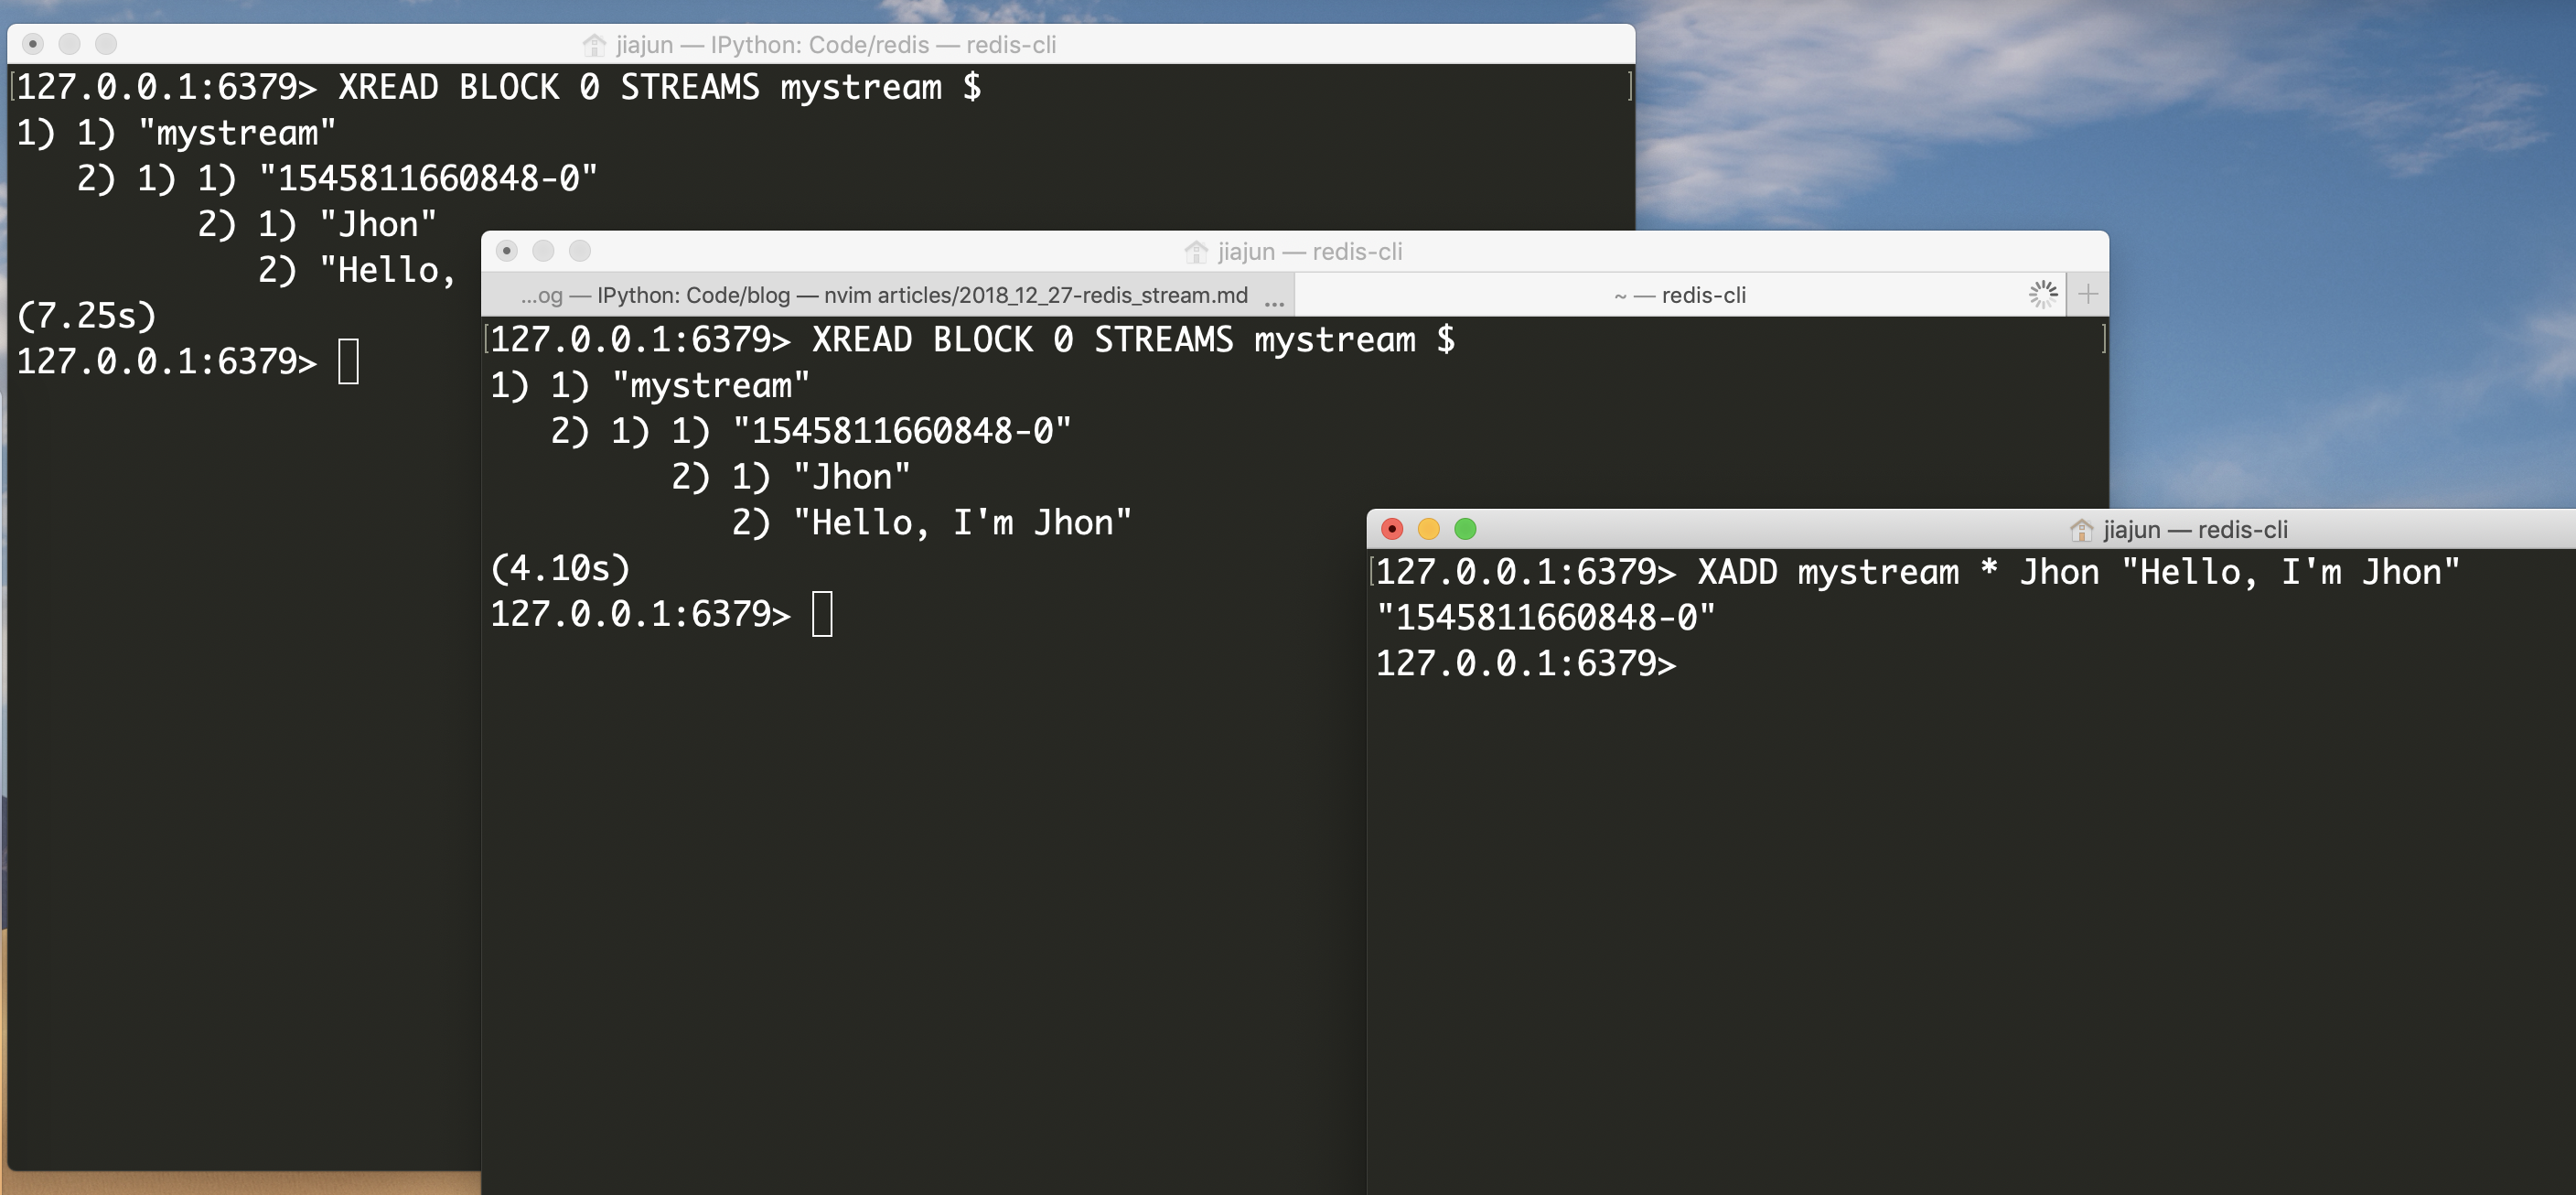 jiajun — IPython: Code/redis — redis-cli
127.0.0.1:6379> XREAD BLOCK 0 STREAMS mystream $
1) 1) "mystream"
2) 1) 1) "1545811660848-0"
2) 1) "Jhon"
2) "Hello,
(7.25s)
127.0.0.1:6379>
jiajun — redis-cli
...og — IPython: Code/blog — nvim articles/2018_12_27-redis_stream.md ...
~ — redis-cli
127.0.0.1:6379> XREAD BLOCK 0 STREAMS mystream $
1) 1) "mystream"
2) 1) 1) "1545811660848-0"
2) 1) "Jhon"
2) "Hello, I'm Jhon"
(4.10s)
127.0.0.1:6379>
jiajun — redis-cli
127.0.0.1:6379> XADD mystream * Jhon "Hello, I'm Jhon"
"1545811660848-0"
127.0.0.1:6379>